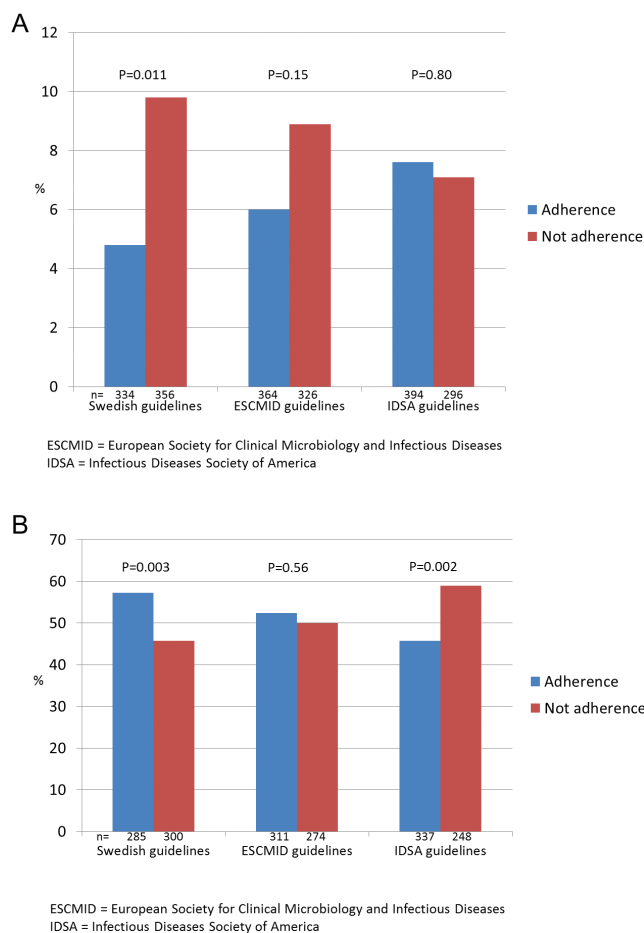 A
12
P=0.011 P=0.15 P=0.80
10
8
%
6
Adherence
Not adherence
4
2
0
n= 334 356 364 326 394 296
Swedish guidelines ESCMID guidelines IDSA guidelines
ESCMID = European Society for Clinical Microbiology and Infectious Diseases
IDSA = Infectious Diseases Society of America
B
70
P=0.003 P=0.56 P=0.002
60
50
40
%
Adherence
Not adherence
30
20
10
0
n= 285 300 311 274 337 248
Swedish guidelines ESCMID guidelines IDSA guidelines
ESCMID = European Society for Clinical Microbiology and Infectious Diseases
IDSA = Infectious Diseases Society of America